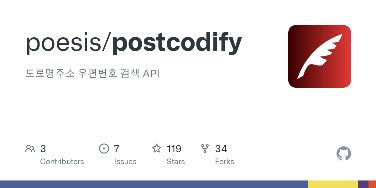 poesis/postcodify
도로명주소 우편번호 검색 API
3
Contributors
7
Issues
119
Stars
34
Forks